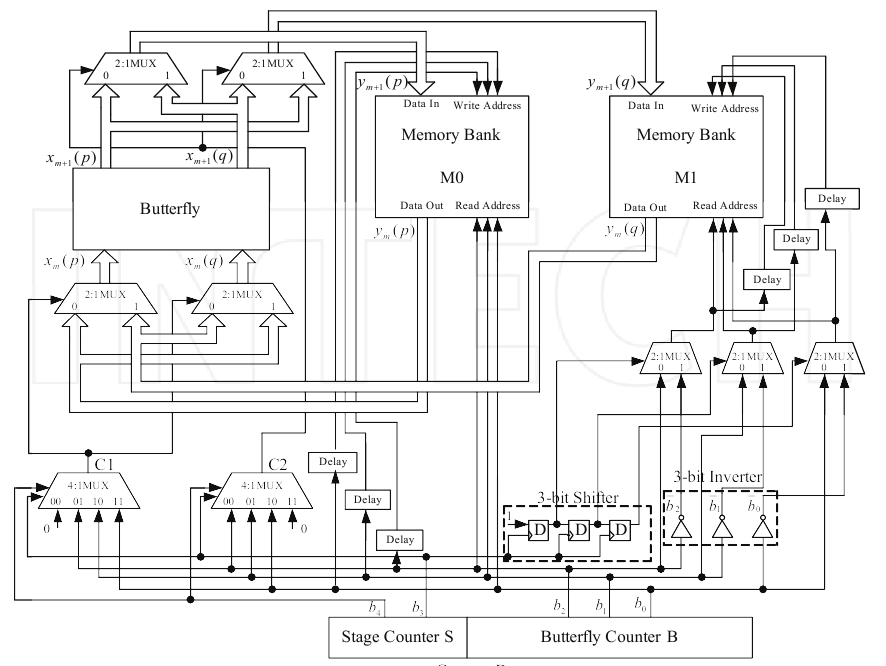 2:1MUX
0 1
2:1MUX
0 1
y_{m+1}(p)
y_{m+1}(q)
Data In Write Address
Memory Bank
M0
Data Out Read Address
Data In Write Address
Memory Bank
M1
Data Out Read Address
x_{m+1}(p)
x_{m+1}(q)
Butterfly
y_m(p)
y_m(q)
Delay
Delay
Delay
x_m(p)
x_m(q)
2:1MUX
0 1
2:1MUX
0 1
INTECH
2:1MUX
0 1
2:1MUX
0 1
2:1MUX
0 1
C1
4:1MUX
00 01 10 11
0
C2
4:1MUX
00 01 10 11
0
Delay
Delay
Delay
3-bit Shifter
1
D D D
3-bit Inverter
b_2 b_1 b_0
b_4 b_3
b_2 b_1 b_0
Stage Counter S
Butterfly Counter B